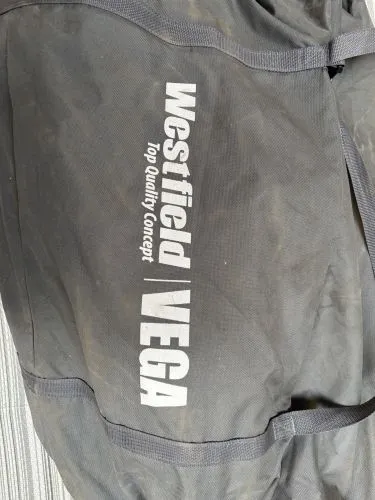 Westfield | VEGA
Top Quality Concept